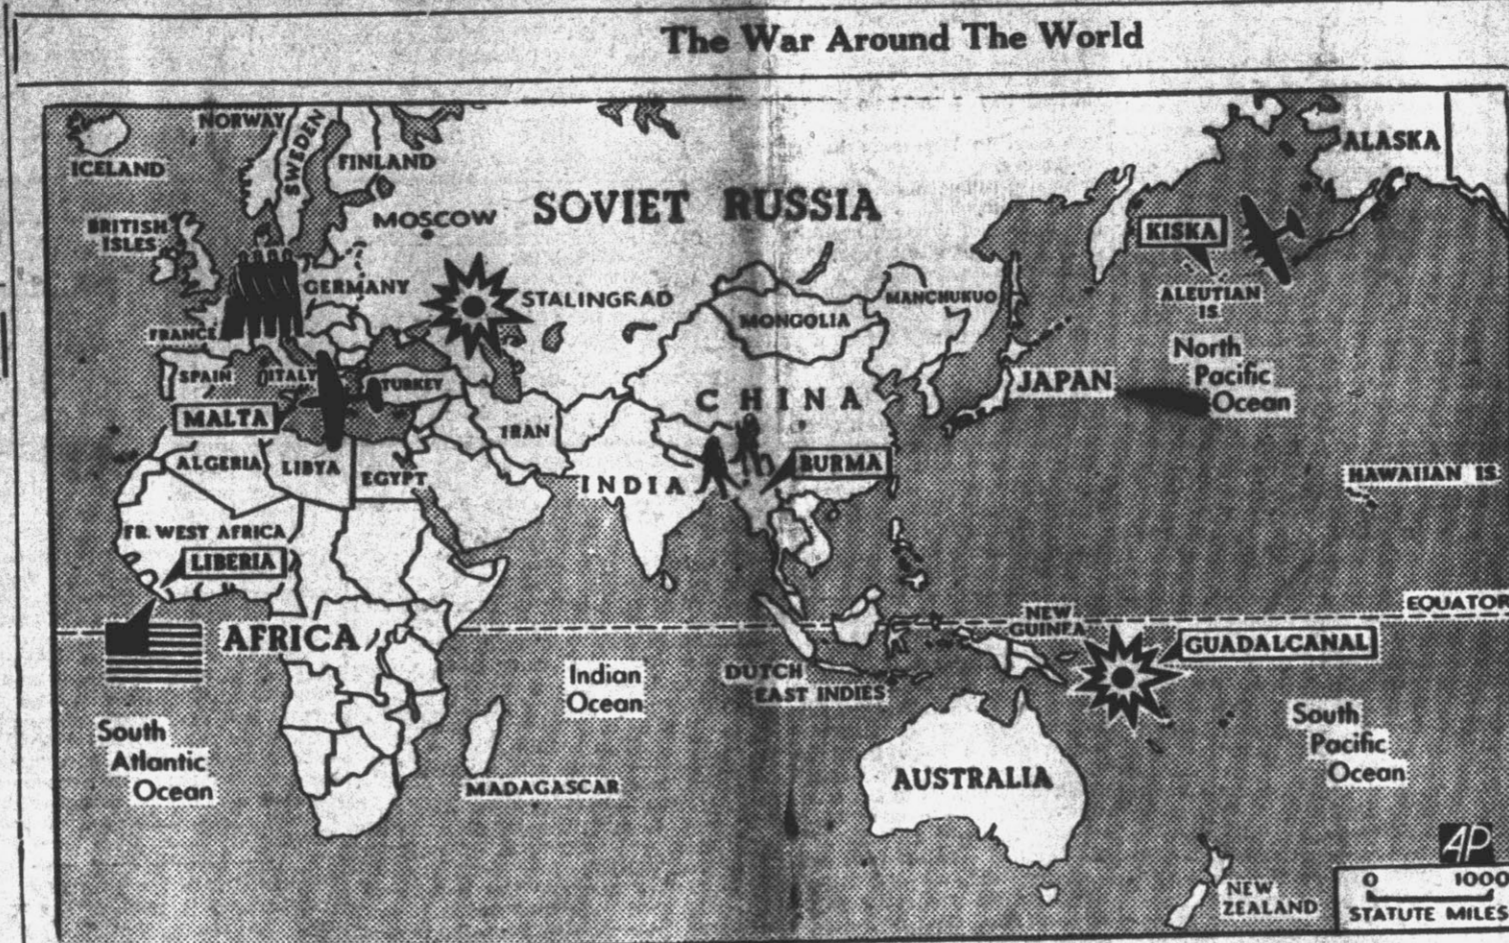 The War Around The World
ICELAND
NORWAY
SWEDEN
FINLAND
ALASKA
BRITISH
ISLES
MOSCOW
SOVIET RUSSIA
KISKA
ALEUTIAN
IS.
GERMANY
STALINGRAD
MANCHUKUO
MONGOLIA
FRANCE
SPAIN
ITALY
TURKEY
North
Pacific
Ocean
JAPAN
CHINA
MALTA
IRAN
ALGERIA
LIBYA
EGYPT
INDIA
BURMA
HAWAIIAN IS.
FR. WEST AFRICA
LIBERIA
EQUATOR
AFRICA
NEW
GUINEA
GUADALCANAL
Indian
Ocean
DUTCH
EAST INDIES
South
Atlantic
Ocean
South
Pacific
Ocean
MADAGASCAR
AUSTRALIA
NEW
ZEALAND
AP
0 1000
STATUTE MILES